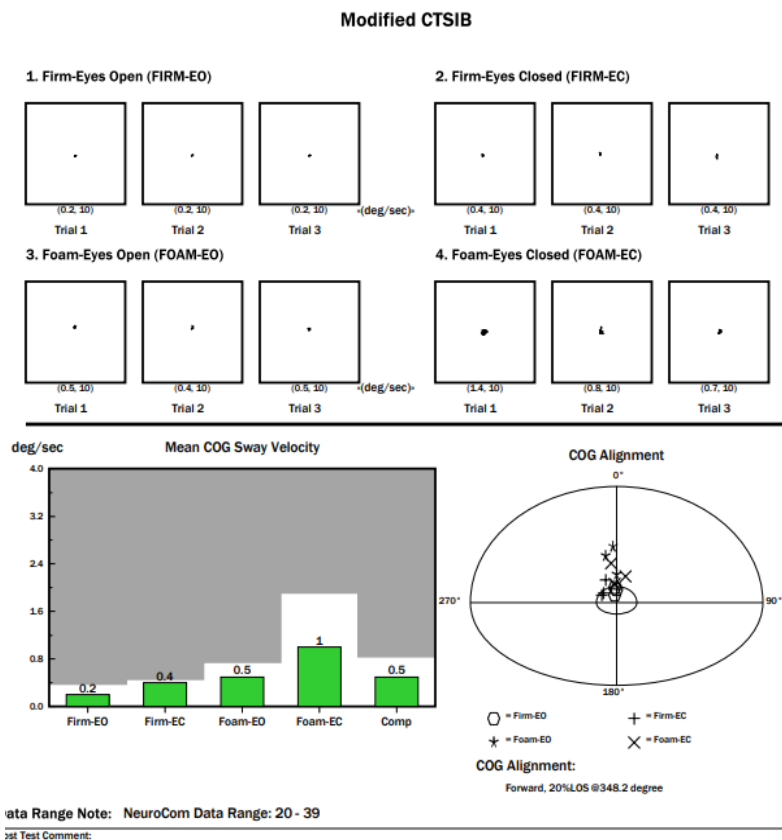 Modified CTSIB
1. Firm-Eyes Open (FIRM-EO)
2. Firm-Eyes Closed (FIRM-EC)
(0.2, 10) (0.2, 10) (0.2, 10) -(deg/sec)- (0.4, 10) (0.4, 10) (0.4, 10)
Trial 1 Trial 2 Trial 3 Trial 1 Trial 2 Trial 3
3. Foam-Eyes Open (FOAM-EO)
4. Foam-Eyes Closed (FOAM-EC)
(0.5, 10) (0.4, 10) (0.5, 10) -(deg/sec)- (1.4, 10) (0.8, 10) (0.7, 10)
Trial 1 Trial 2 Trial 3 Trial 1 Trial 2 Trial 3
deg/sec Mean COG Sway Velocity
4.0
3.2
2.4
1.6
0.8
0.0
0.2 0.4 0.5 1 0.5
Firm-EO Firm-EC Foam-EO Foam-EC Comp
COG Alignment
0°
270° 90°
180°
= Firm-EO = Firm-EC
= Foam-EO = Foam-EC
COG Alignment:
Forward, 20%LOS @348.2 degree
ata Range Note: NeuroCom Data Range: 20 - 39
ost Test Comment: